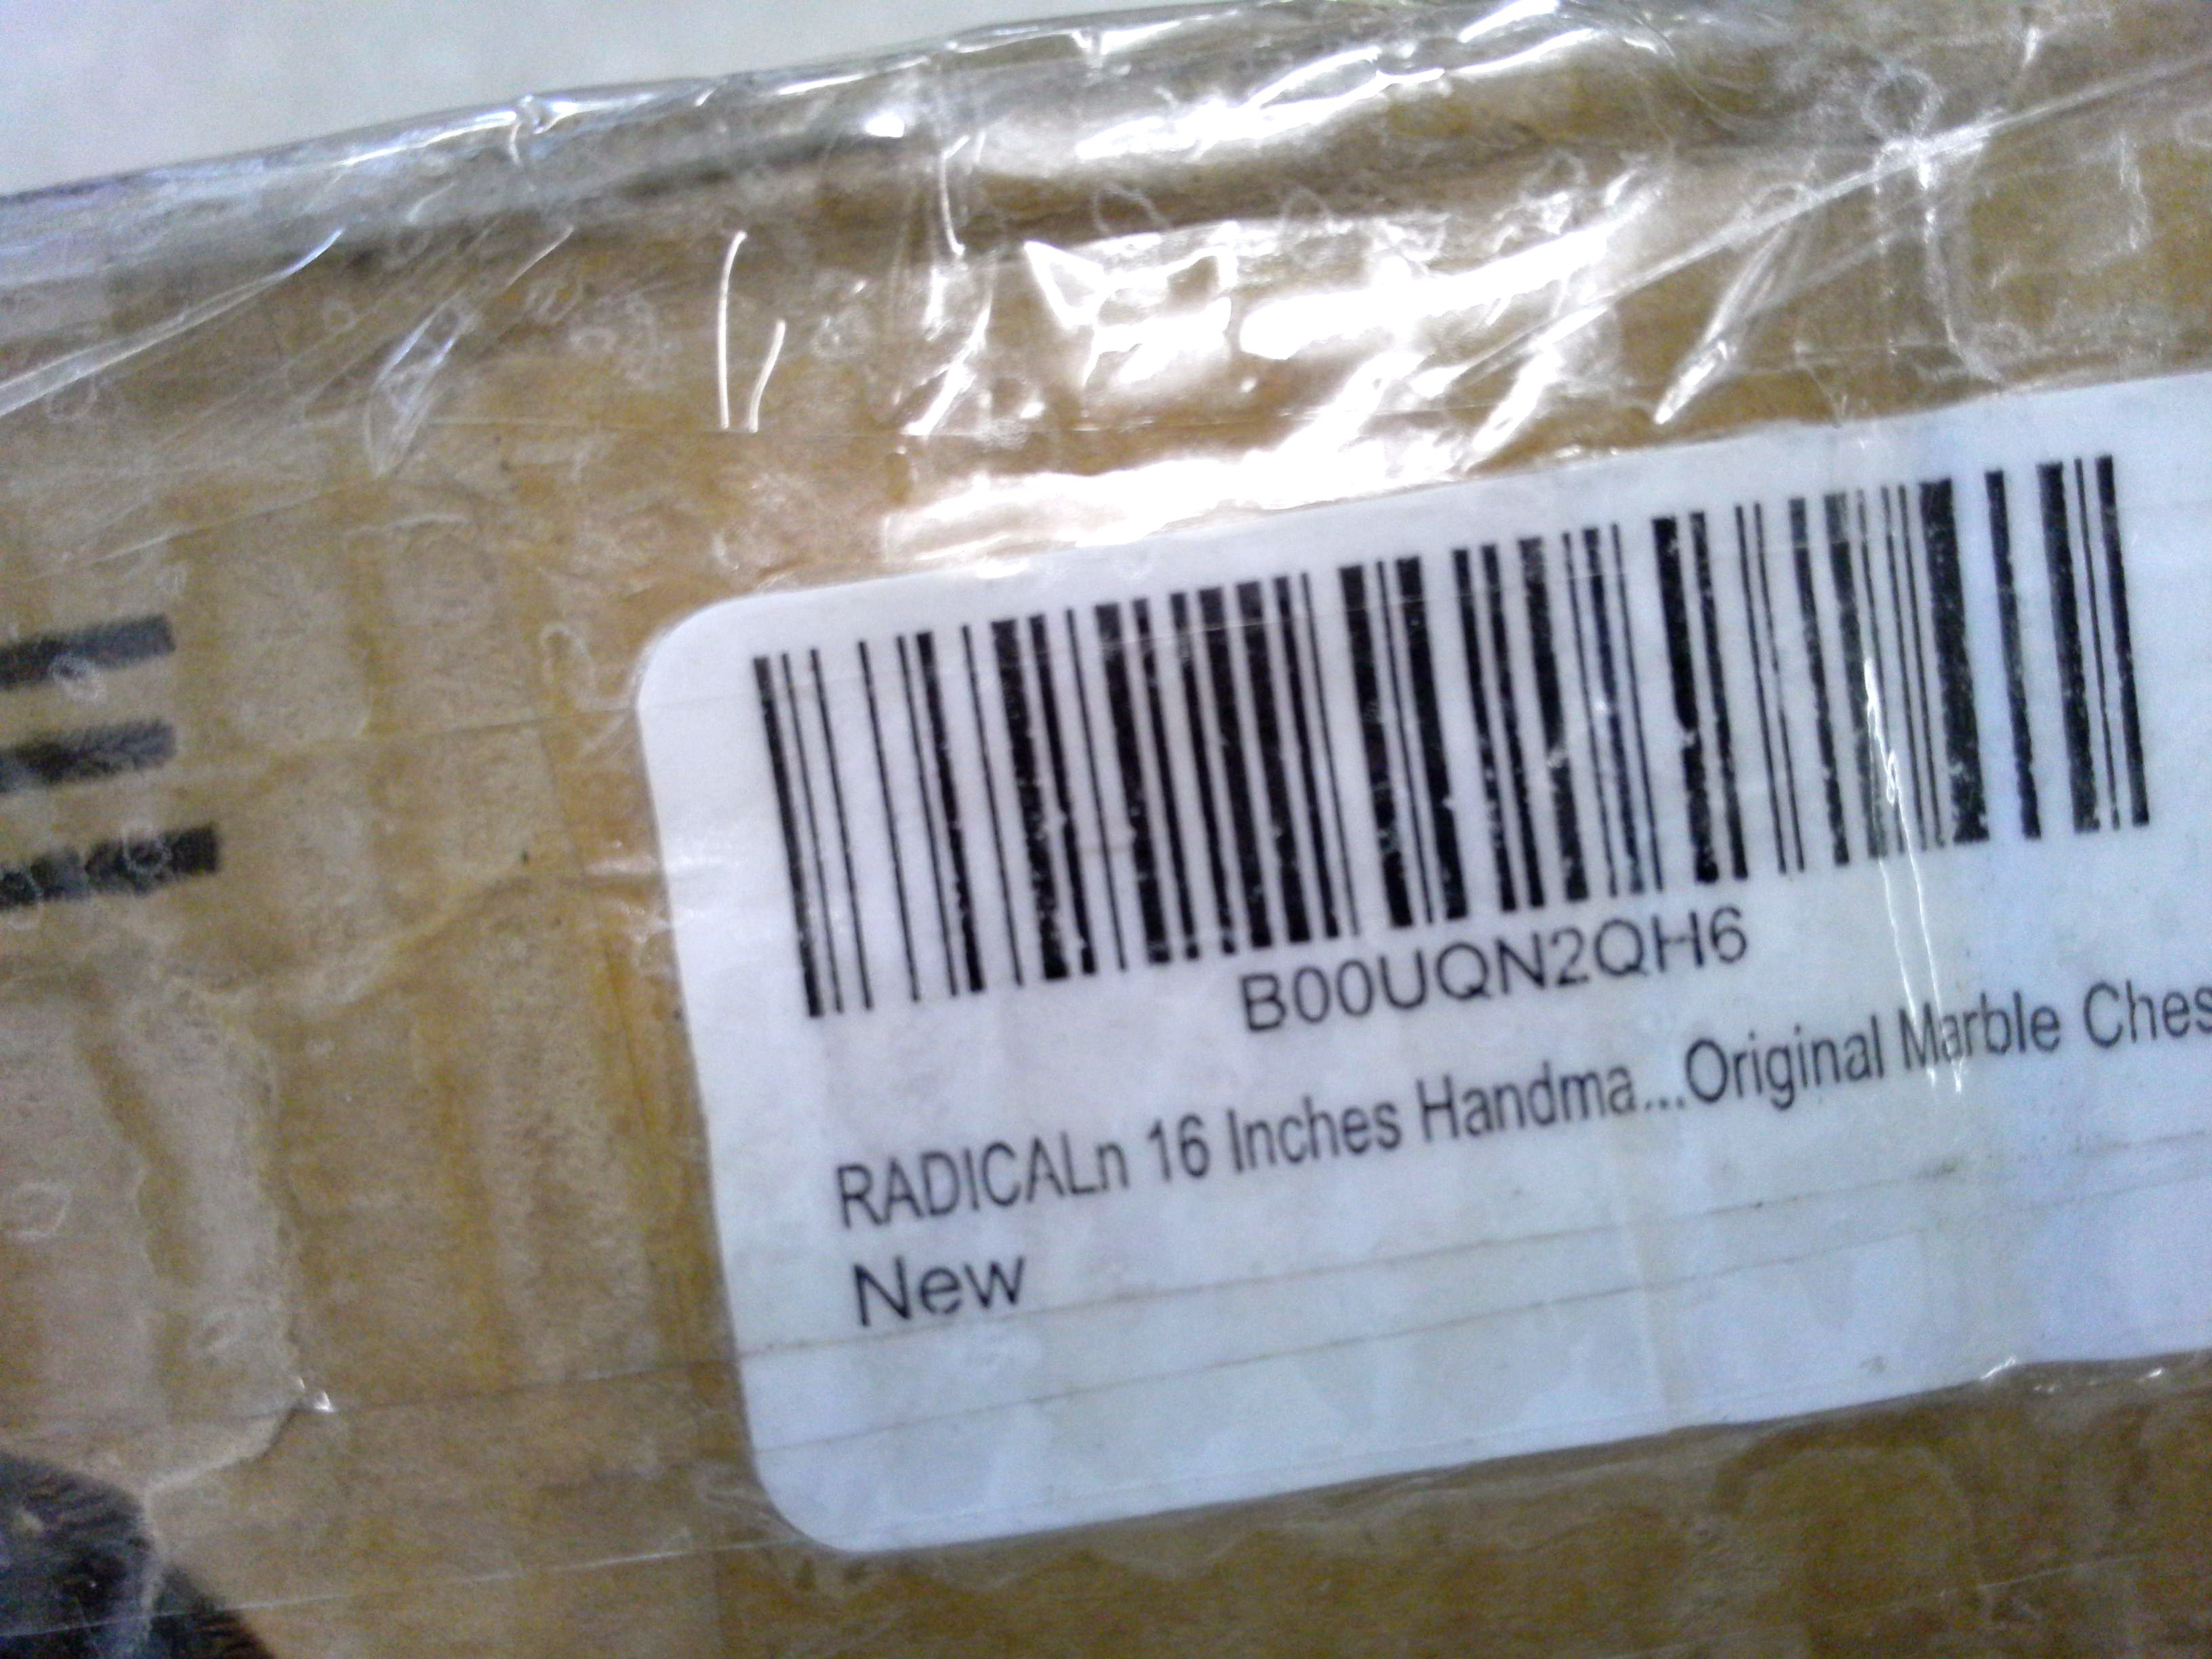 B00UQN2QH6
RADICALn 16 Inches Handma...Original Marble Ches
New